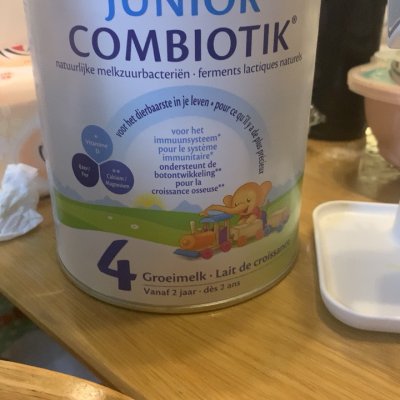 JUNIOR
COMBIOTIK®
natuurlijke melkzuurbacteriën · ferments lactiques naturels
voor het dierbaarste in je leven • pour ce qu'il y a de plus précieux
voor het
immuunsysteem*
pour le système
immunitaire*
ondersteunt de
botontwikkeling**
pour la
croissance osseuse**
* Vitamine
D
IJzer/
Fer
** Calcium/
Magnesium
4
Groeimelk · Lait de croissance
Vanaf 2 jaar · dès 2 ans